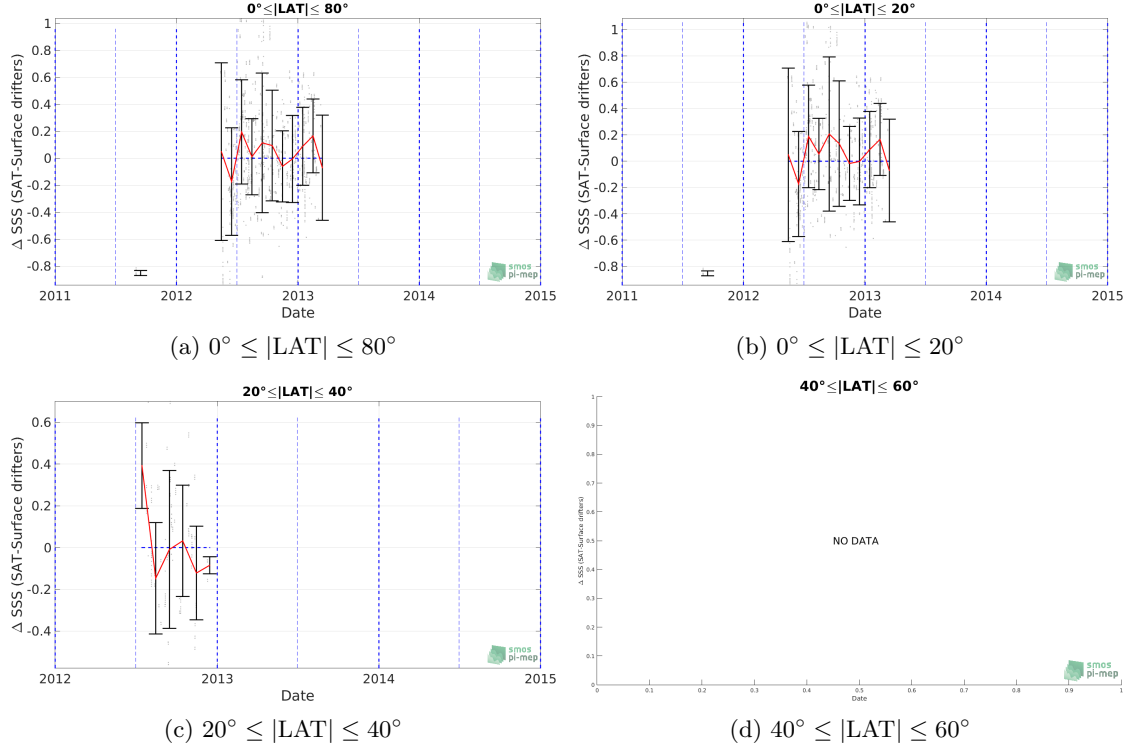 0°≤|LAT|≤ 80°
Δ SSS (SAT-Surface drifters)
1
0.8
0.6
0.4
0.2
0
-0.2
-0.4
-0.6
-0.8
2011
2012
2013
2014
2015
Date
smos
pi-mep
(a) 0° ≤ |LAT| ≤ 80°
0°≤|LAT|≤ 20°
Δ SSS (SAT-Surface drifters)
1
0.8
0.6
0.4
0.2
0
-0.2
-0.4
-0.6
-0.8
2011
2012
2013
2014
2015
Date
smos
pi-mep
(b) 0° ≤ |LAT| ≤ 20°
20°≤|LAT|≤ 40°
Δ SSS (SAT-Surface drifters)
0.6
0.4
0.2
0
-0.2
-0.4
2012
2013
2014
2015
Date
smos
pi-mep
(c) 20° ≤ |LAT| ≤ 40°
40°≤|LAT|≤ 60°
Δ SSS (SAT-Surface drifters)
1
0.9
0.8
0.7
0.6
0.5
0.4
0.3
0.2
0.1
0
NO DATA
0
0.1
0.2
0.3
0.4
0.5
0.6
0.7
0.8
0.9
1
Date
smos
pi-mep
(d) 40° ≤ |LAT| ≤ 60°